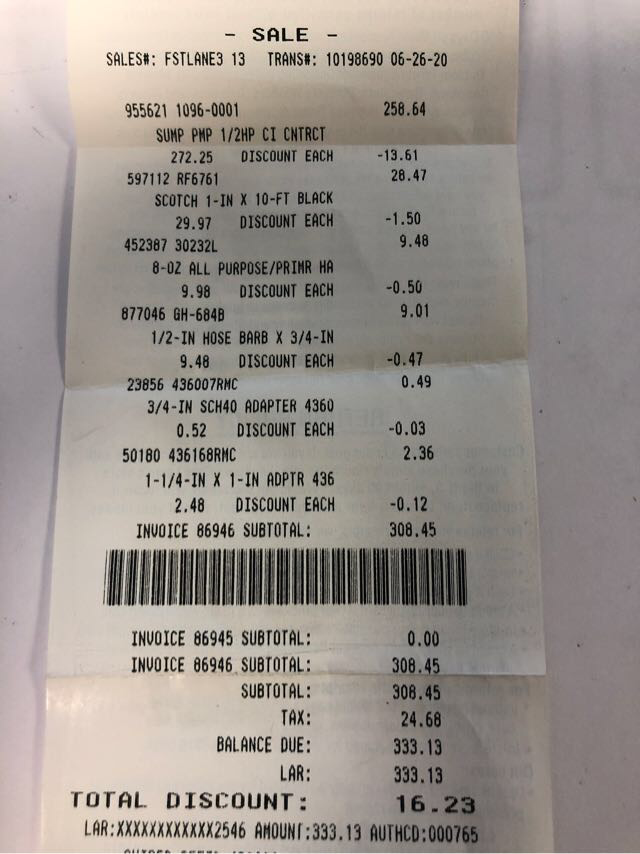 - SALE -
SALES#: FSTLANE3 13 TRANS#: 10198690 06-26-20
955621 1096-0001 258.64
SUMP PMP 1/2HP CI CNTRCT
272.25 DISCOUNT EACH -13.61
597112 RF6761 28.47
SCOTCH 1-IN X 10-FT BLACK
29.97 DISCOUNT EACH -1.50
452387 30232L 9.48
8-OZ ALL PURPOSE/PRIMR HA
9.98 DISCOUNT EACH -0.50
877046 GH-684B 9.01
1/2-IN HOSE BARB X 3/4-IN
9.48 DISCOUNT EACH -0.47
23856 436007RMC 0.49
3/4-IN SCH40 ADAPTER 4360
0.52 DISCOUNT EACH -0.03
50180 436168RMC 2.36
1-1/4-IN X 1-IN ADPTR 436
2.48 DISCOUNT EACH -0.12
INVOICE 86946 SUBTOTAL: 308.45
INVOICE 86945 SUBTOTAL: 0.00
INVOICE 86946 SUBTOTAL: 308.45
SUBTOTAL: 308.45
TAX: 24.68
BALANCE DUE: 333.13
LAR: 333.13
TOTAL DISCOUNT: 16.23
LAR:XXXXXXXXXXXX2546 AMOUNT:333.13 AUTHCD:000765